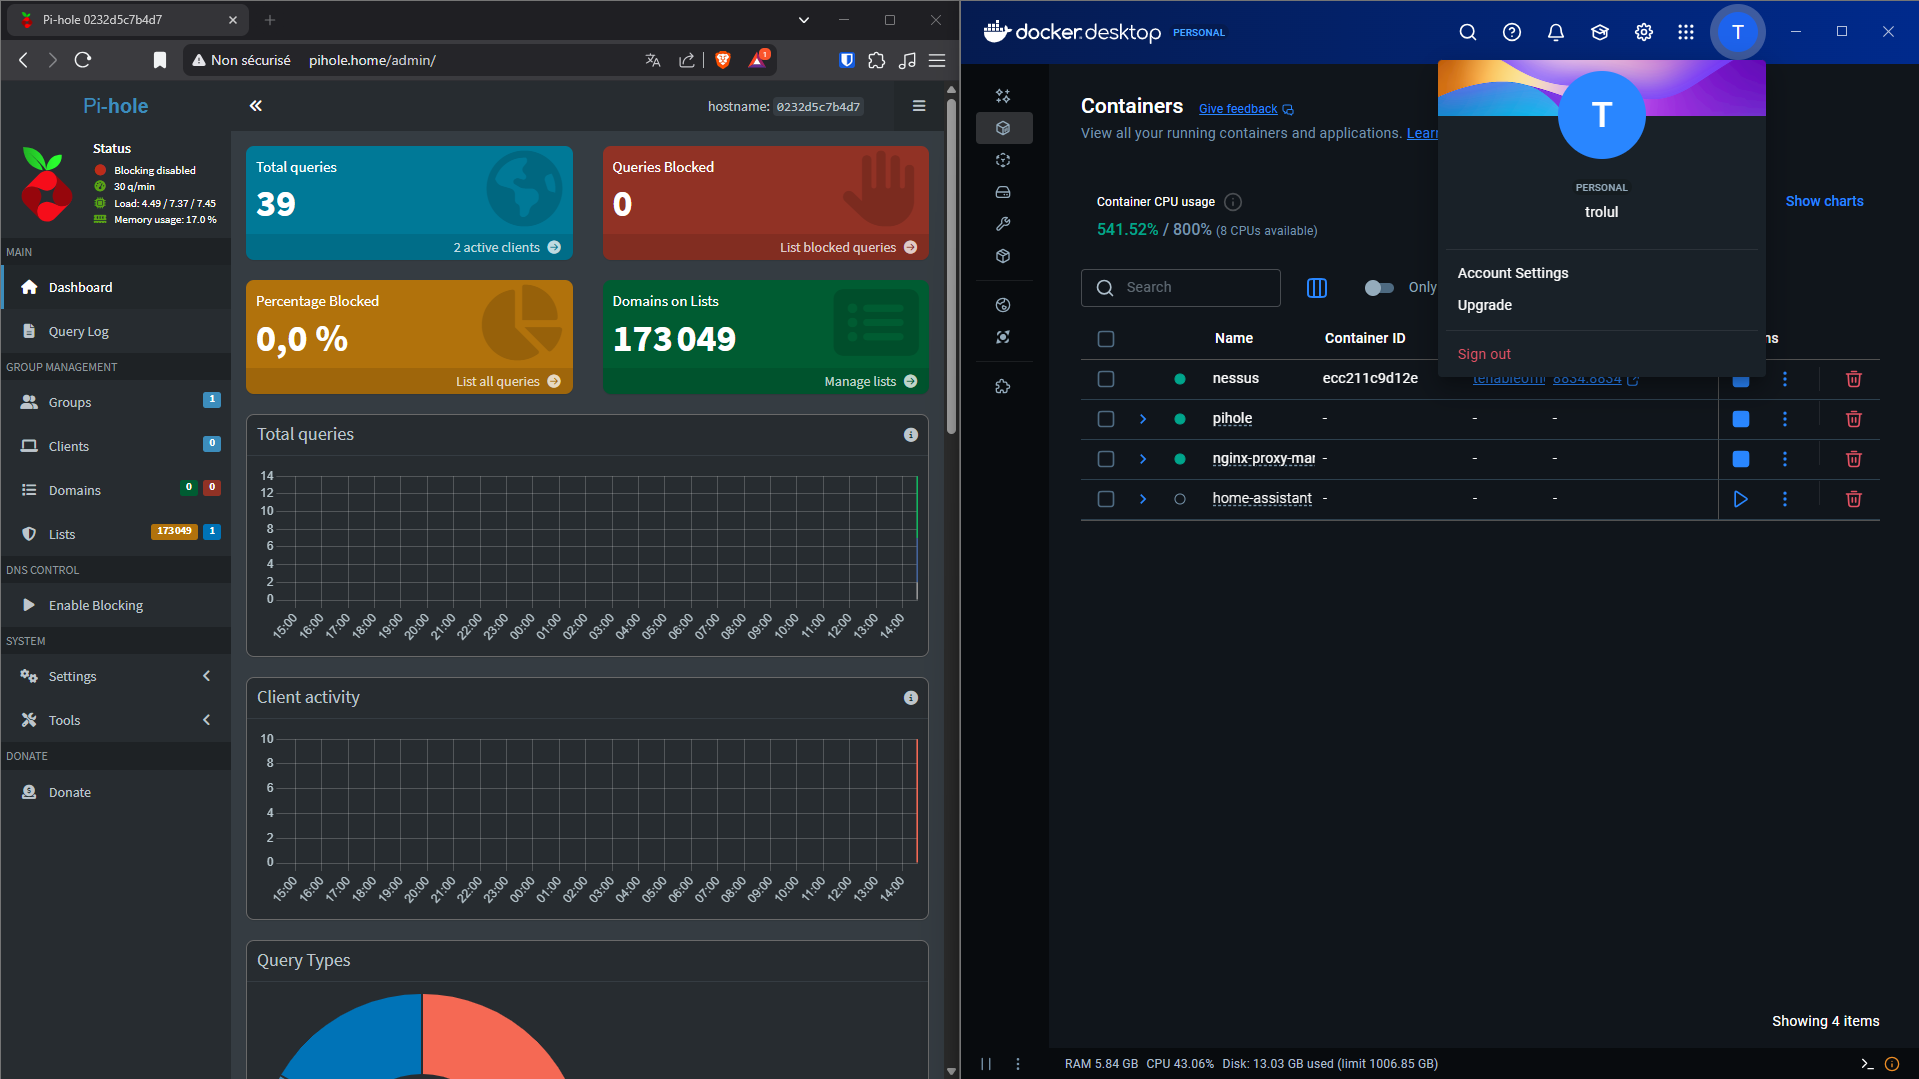 Pi-hole 0232d5c7b4d7
Non sécurisé pihole.home/admin/
1
Pi-hole
hostname: 0232d5c7b4d7
Status
Blocking disabled
30 q/min
Load: 4.49 / 7.37 / 7.45
Memory usage: 17.0 %
MAIN
Dashboard
Query Log
GROUP MANAGEMENT
Groups 1
Clients 0
Domains 0 0
Lists 173049 1
DNS CONTROL
Enable Blocking
SYSTEM
Settings
Tools
DONATE
Donate
Total queries
39
2 active clients
Queries Blocked
0
List blocked queries
Percentage Blocked
0,0 %
List all queries
Domains on Lists
173 049
Manage lists
Total queries
14
12
10
8
6
4
2
0
15:00 16:00 17:00 18:00 19:00 20:00 21:00 22:00 23:00 00:00 01:00 02:00 03:00 04:00 05:00 06:00 07:00 08:00 09:00 10:00 11:00 12:00 13:00 14:00
Client activity
10
8
6
4
2
0
15:00 16:00 17:00 18:00 19:00 20:00 21:00 22:00 23:00 00:00 01:00 02:00 03:00 04:00 05:00 06:00 07:00 08:00 09:00 10:00 11:00 12:00 13:00 14:00
Query Types
docker.desktop PERSONAL
T
Containers Give feedback
View all your running containers and applications. Learn
Container CPU usage
541.52% / 800% (8 CPUs available)
Show charts
Search
Only
Name Container ID ns
nessus ecc211c9d12e 8834:8834
pihole - - -
nginx-proxy-mar - - -
home-assistant - - -
T
PERSONAL
trolul
Account Settings
Upgrade
Sign out
Showing 4 items
RAM 5.84 GB CPU 43.06% Disk: 13.03 GB used (limit 1006.85 GB)